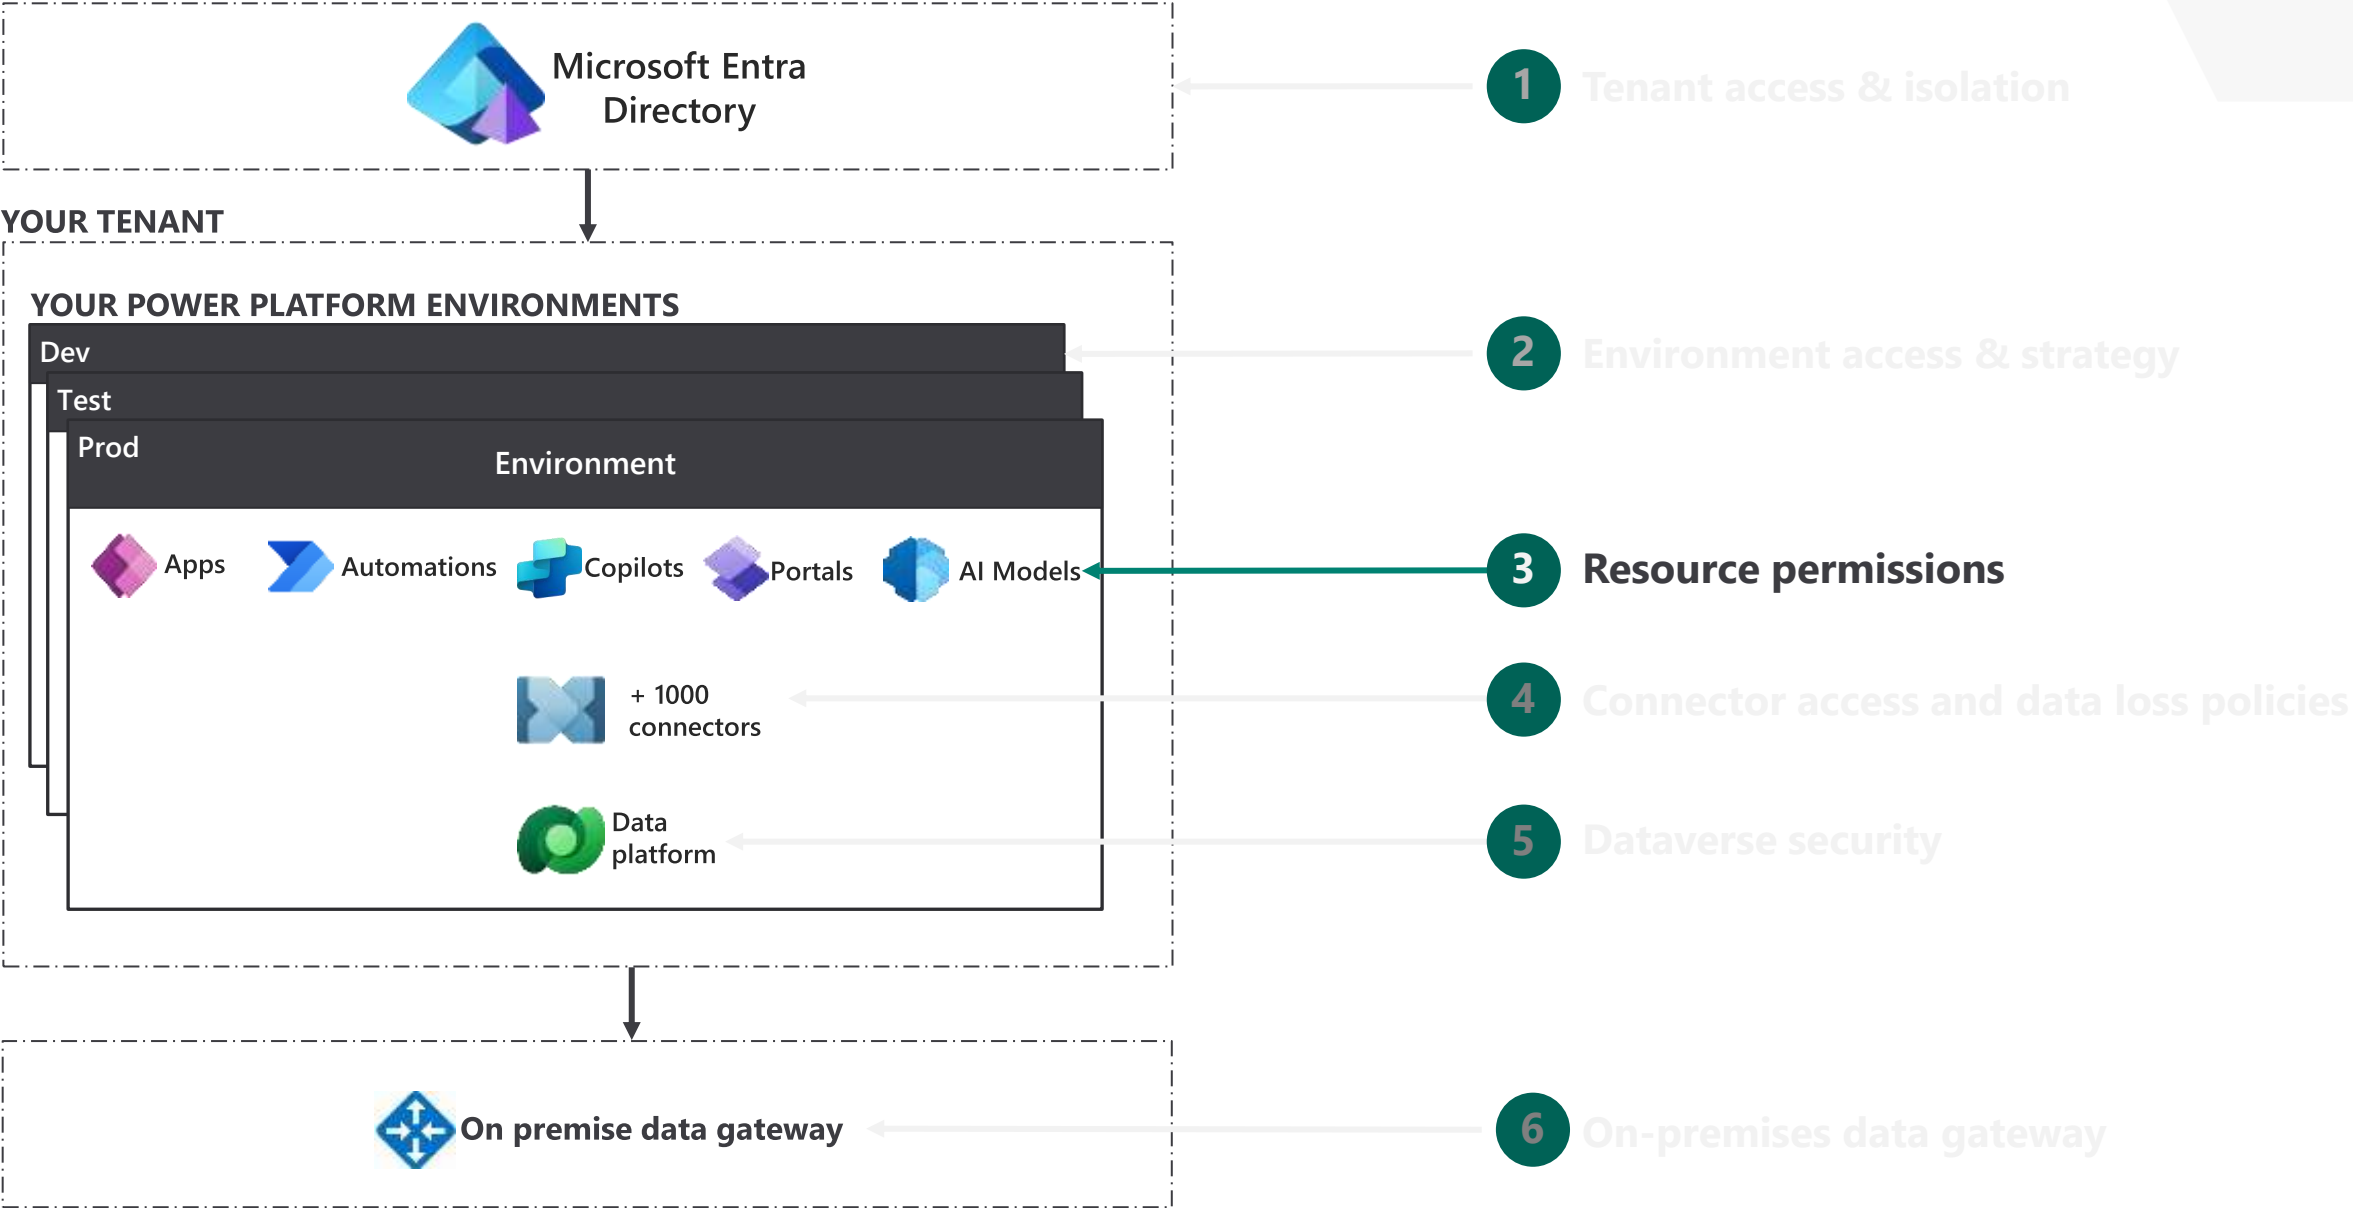 Microsoft Entra
Directory
1
Tenant access & isolation
YOUR TENANT
YOUR POWER PLATFORM ENVIRONMENTS
Dev
Test
Prod
Environment
2
Environment access & strategy
Apps
Automations
Copilots
Portals
AI Models
3
Resource permissions
+ 1000
connectors
4
Connector access and data loss policies
Data
platform
5
Dataverse security
On premise data gateway
6
On-premises data gateway